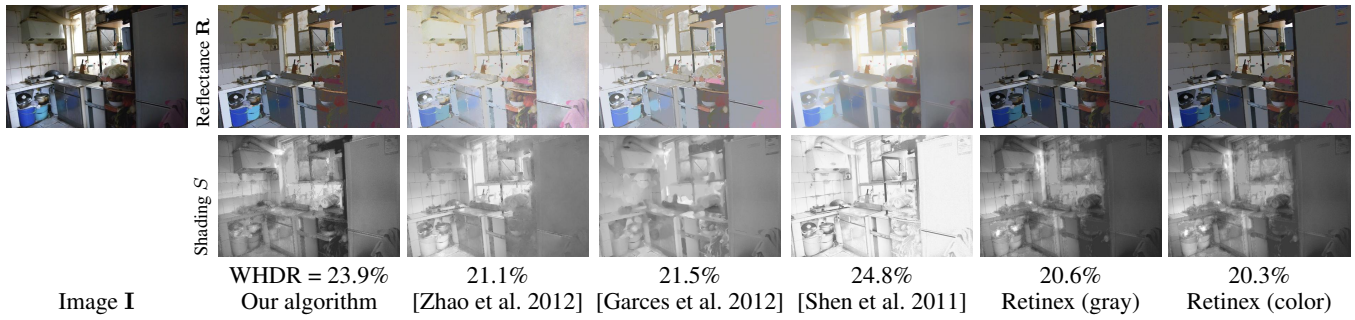 Reflectance R
Shading S
WHDR = 23.9% 21.1% 21.5% 24.8% 20.6% 20.3%
Image I Our algorithm [Zhao et al. 2012] [Garces et al. 2012] [Shen et al. 2011] Retinex (gray) Retinex (color)